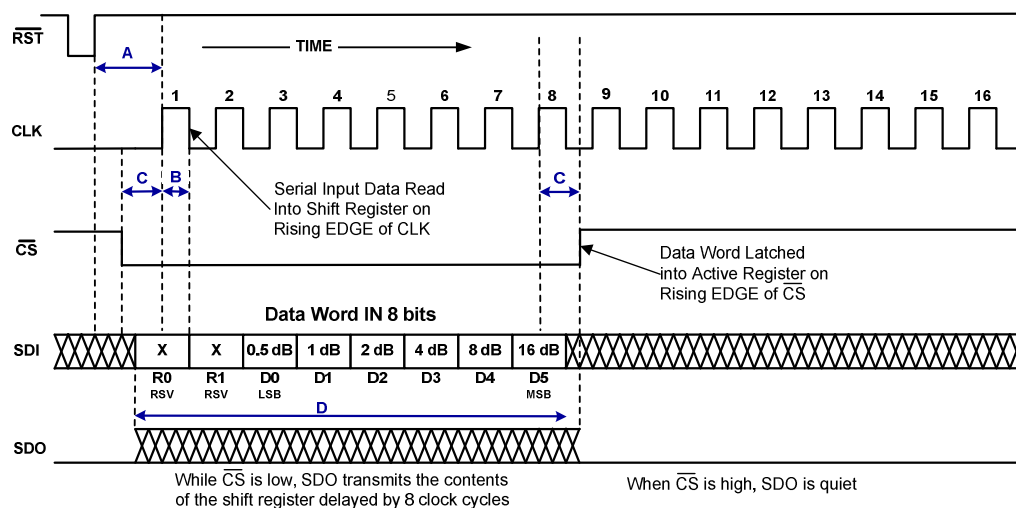 RST
TIME
A
1 2 3 4 5 6 7 8 9 10 11 12 13 14 15 16
CLK
C B C
Serial Input Data Read
Into Shift Register on
Rising EDGE of CLK
CS
Data Word Latched
into Active Register on
Rising EDGE of CS
Data Word IN 8 bits
SDI X X 0.5 dB 1 dB 2 dB 4 dB 8 dB 16 dB
R0 R1 D0 D1 D2 D3 D4 D5
RSV RSV LSB MSB
D
SDO
While CS is low, SDO transmits the contents
of the shift register delayed by 8 clock cycles
When CS is high, SDO is quiet